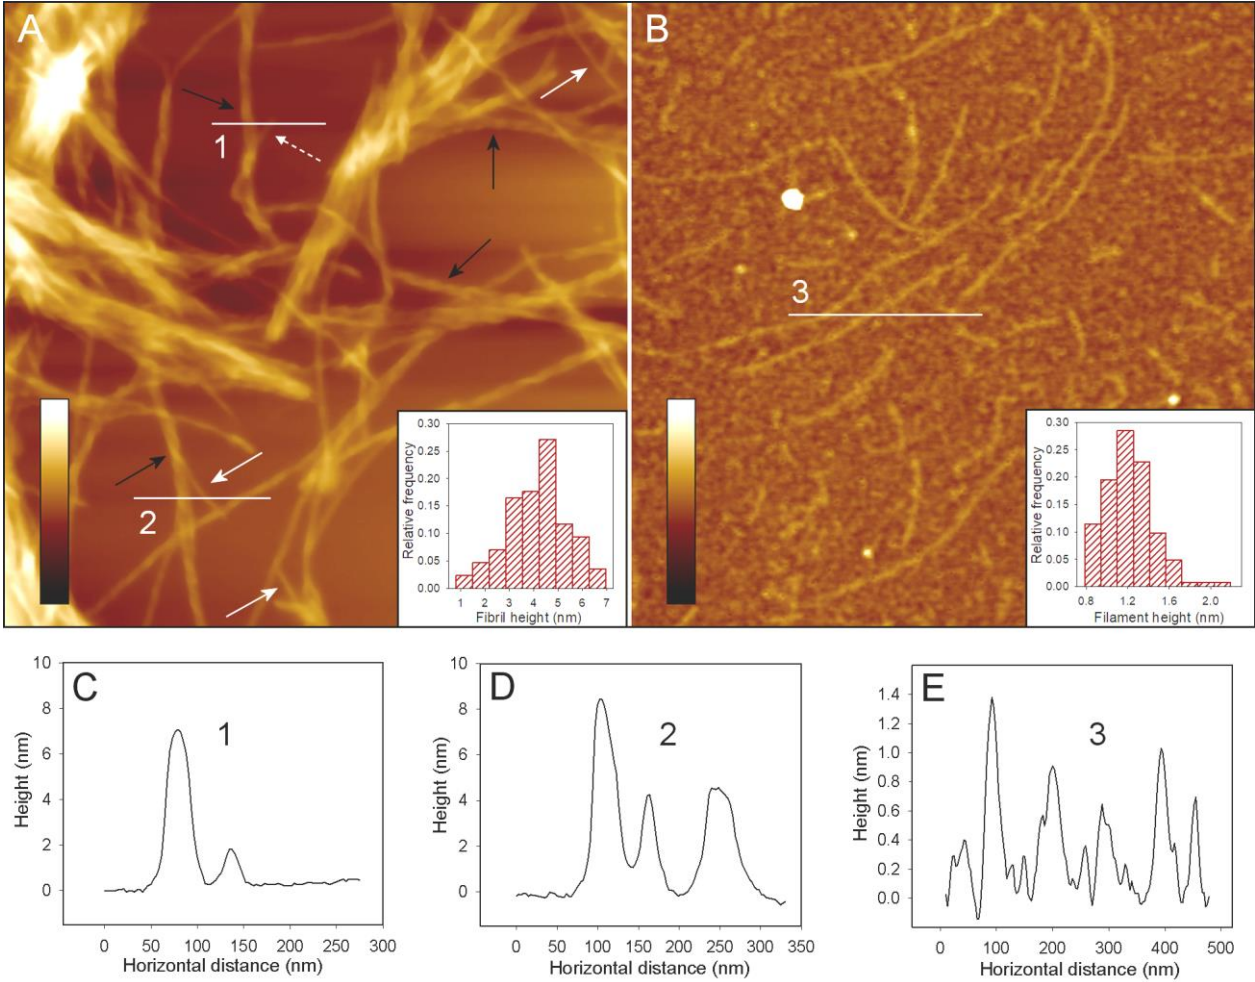 A
B
1
2
3
0.30
0.25
0.20
0.15
0.10
0.05
0.00
Relative frequency
1 2 3 4 5 6 7
Fibril height (nm)
0.30
0.25
0.20
0.15
0.10
0.05
0.00
Relative frequency
0.8 1.2 1.6 2.0
Filament height (nm)
C
1
10
8
6
4
2
0
Height (nm)
0 50 100 150 200 250 300
Horizontal distance (nm)
D
2
10
8
6
4
2
0
Height (nm)
0 50 100 150 200 250 300 350
Horizontal distance (nm)
E
3
1.4
1.2
1.0
0.8
0.6
0.4
0.2
0.0
Height (nm)
0 100 200 300 400 500
Horizontal distance (nm)